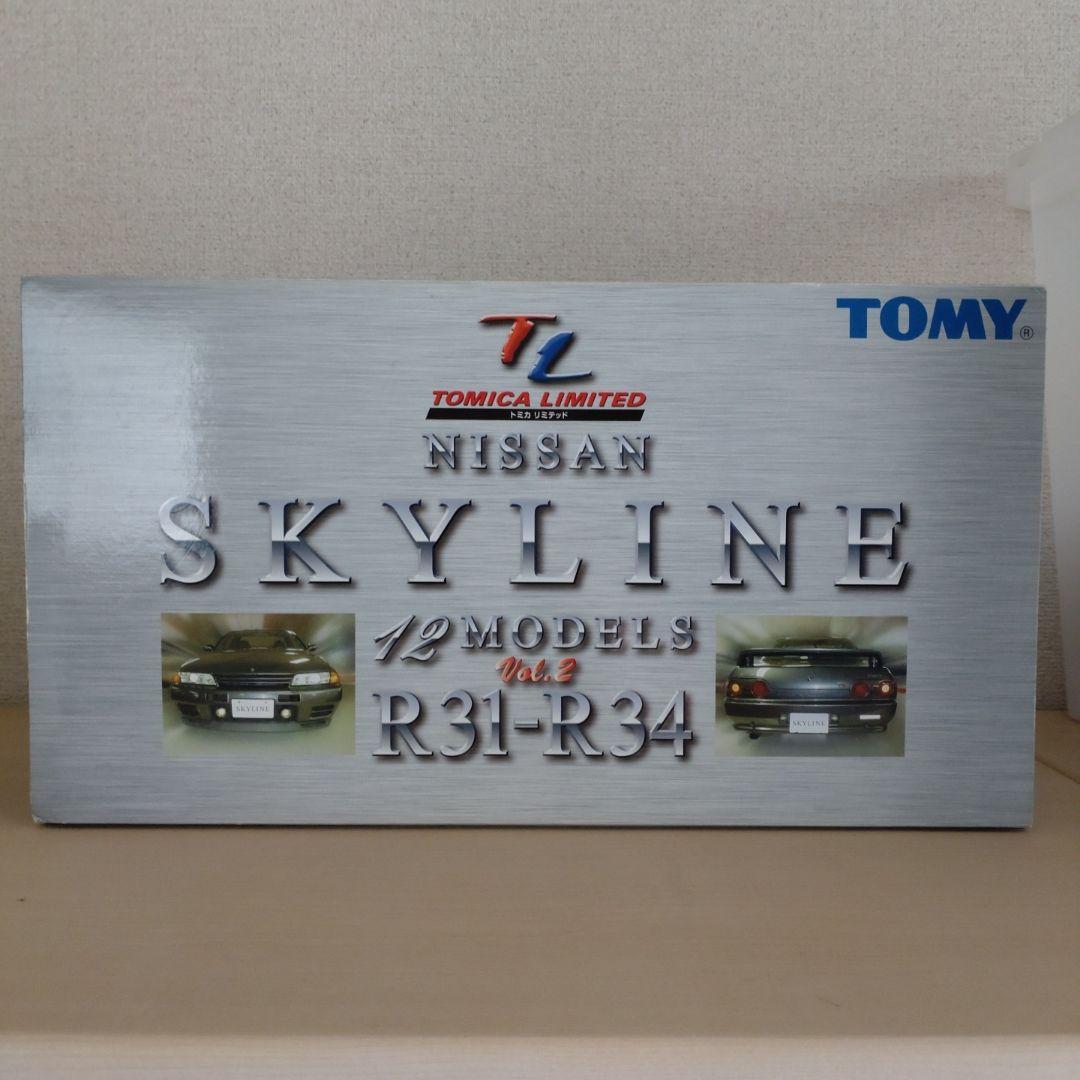 TOMY®
TL
TOMICA LIMITED
トミカ リミテッド
NISSAN
SKYLINE
12 MODELS
Vol.2
R31-R34
SKYLINE
SKYLINE